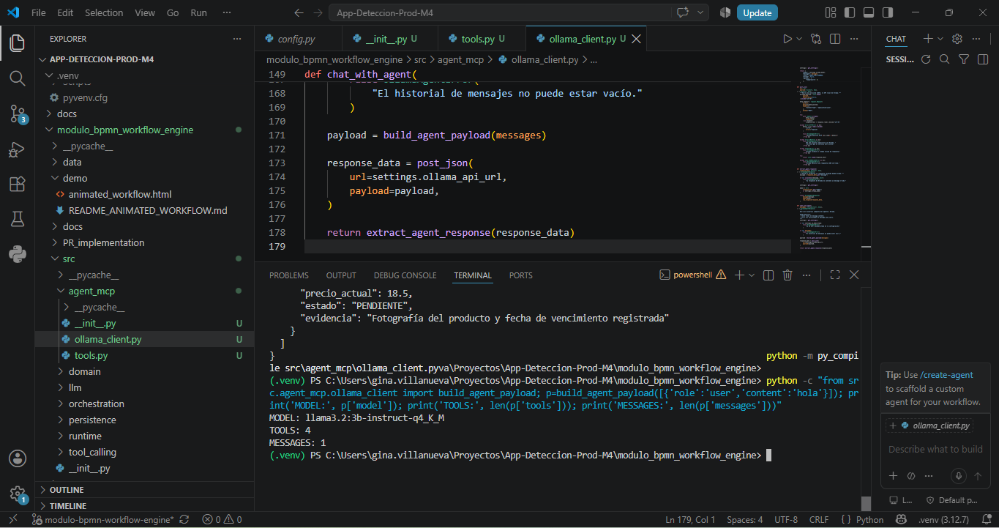 File Edit Selection View Go Run ··· App-Deteccion-Prod-M4 Update
EXPLORER ···
APP-DETECCION-PROD-M4
.venv
pyvenv.cfg
docs
modulo_bpmn_workflow_engine
__pycache__
data
demo
<> animated_workflow.html
README_ANIMATED_WORKFLOW.md
docs
PR_implementation
src
__pycache__
agent_mcp
__pycache__
__init__.py U
ollama_client.py U
tools.py U
domain
llm
orchestration
persistence
runtime
tool_calling
__init__.py
OUTLINE
TIMELINE
3
1
config.py __init__.py U tools.py U ollama_client.py U
modulo_bpmn_workflow_engine > src > agent_mcp > ollama_client.py > ...
149 def chat_with_agent(
168 "El historial de mensajes no puede estar vacío."
169 )
170
171 payload = build_agent_payload(messages)
172
173 response_data = post_json(
174 url=settings.ollama_api_url,
175 payload=payload,
176 )
177
178 return extract_agent_response(response_data)
179
PROBLEMS OUTPUT DEBUG CONSOLE TERMINAL PORTS powershell
"precio_actual": 18.5,
"estado": "PENDIENTE",
"evidencia": "Fotografía del producto y fecha de vencimiento registrada"
}
]
} python -m py_compi
le src\agent_mcp\ollama_client.pyva\Proyectos\App-Deteccion-Prod-M4\modulo_bpmn_workflow_engine>
(.venv) PS C:\Users\gina.villanueva\Proyectos\App-Deteccion-Prod-M4\modulo_bpmn_workflow_engine> python -c "from sr
c.agent_mcp.ollama_client import build_agent_payload; p=build_agent_payload([{'role':'user','content':'hola'}]); pr
int('MODEL:', p['model']); print('TOOLS:', len(p['tools'])); print('MESSAGES:', len(p['messages']))"
MODEL: llama3.2:3b-instruct-q4_K_M
TOOLS: 4
MESSAGES: 1
(.venv) PS C:\Users\gina.villanueva\Proyectos\App-Deteccion-Prod-M4\modulo_bpmn_workflow_engine>
CHAT
SESSI...
Tip: Use /create-agent
to scaffold a custom
agent for your workflow.
+ ollama_client.py
Describe what to build
L... Default p...
modulo-bpmn-workflow-engine* 0 0 Ln 179, Col 1 Spaces: 4 UTF-8 CRLF { } Python .venv (3.12.7)